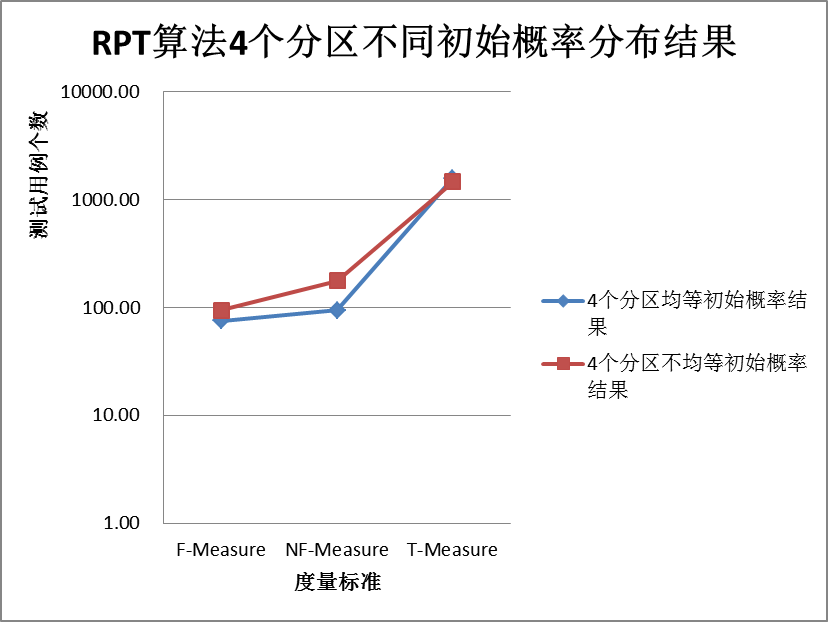 RPT算法4个分区不同初始概率分布结果
测试用例个数
10000.00
1000.00
100.00
10.00
1.00
F-Measure
NF-Measure
T-Measure
度量标准
4个分区均等初始概率结
果
4个分区不均等初始概率
结果